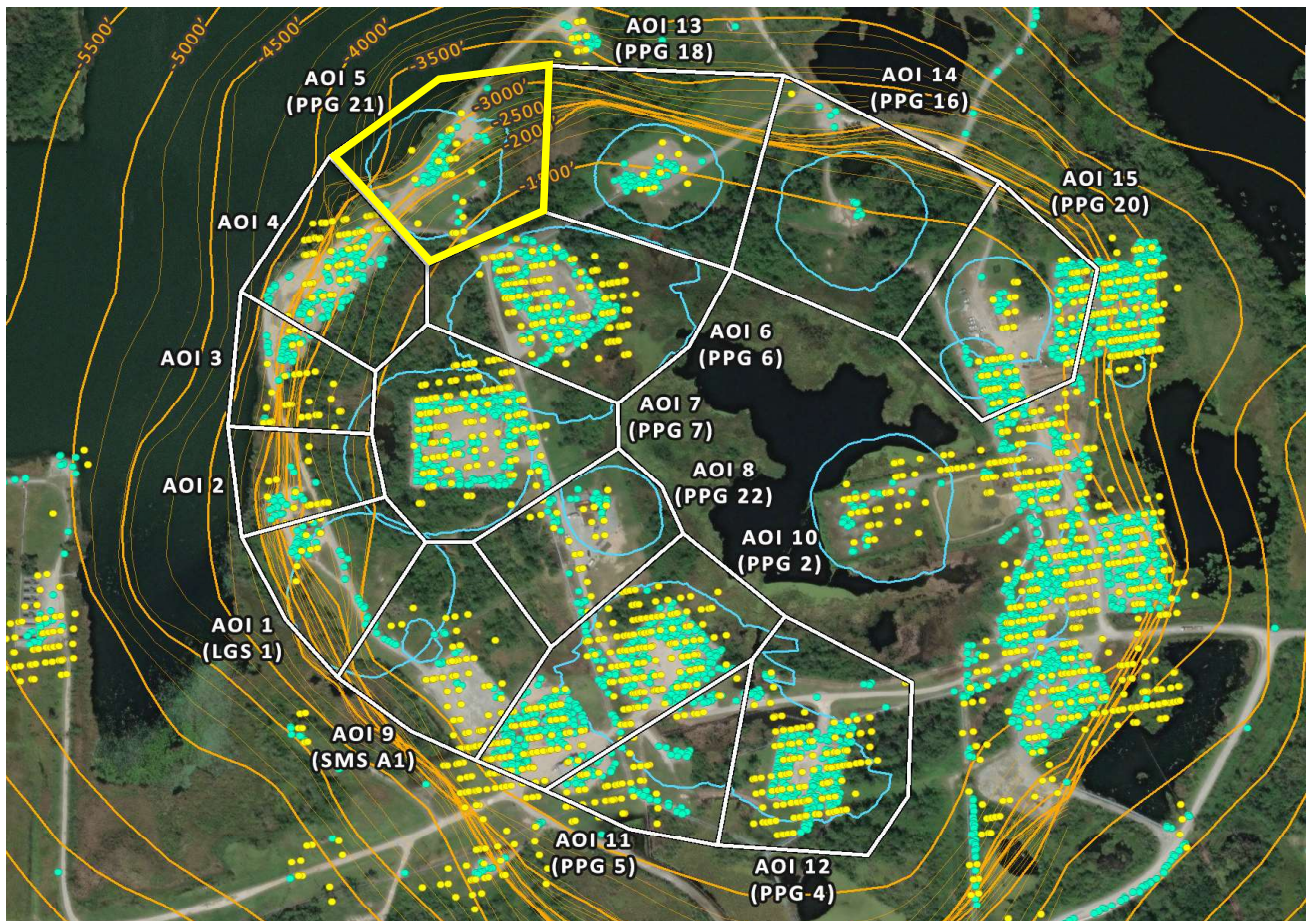 -5500'
-5000'
-4500'
-4000'
-3500'
-3000'
-2500
-2000'
-1500'
AOI 13
(PPG 18)
AOI 14
(PPG 16)
AOI 5
(PPG 21)
AOI 15
(PPG 20)
AOI 4
AOI 3
AOI 6
(PPG 6)
AOI 7
(PPG 7)
AOI 2
AOI 8
(PPG 22)
AOI 10
(PPG 2)
AOI 1
(LGS 1)
AOI 9
(SMS A1)
AOI 11
(PPG 5)
AOI 12
(PPG 4)